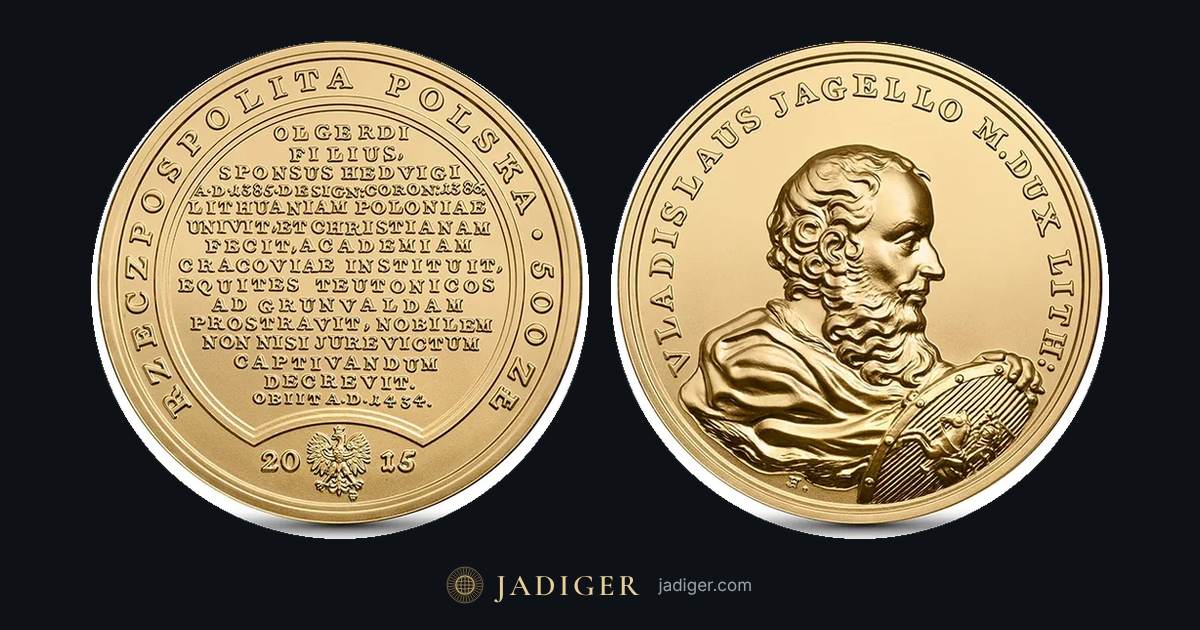 RZECZPOSPOLITA POLSKA · 500 ZŁ
OLGERDI
FILIUS,
SPONSUS HEDVIGI
A.D.1385.DESIGN:CORON:1386,
LITHUANIAM POLONIAE
UNIVIT,ET CHRISTIANAM
FECIT, ACADEMIAM
CRACOVIAE INSTITUIT,
EQUITES TEUTONICOS
AD GRUNVALDAM
PROSTRAVIT, NOBILEM
NON NISI JURE VICTUM
CAPTIVANDUM
DECREVIT.
OBIIT A.D.1434.
20 15
VLADISLAUS JAGELLO M.DUX LITH:
JADIGER jadiger.com